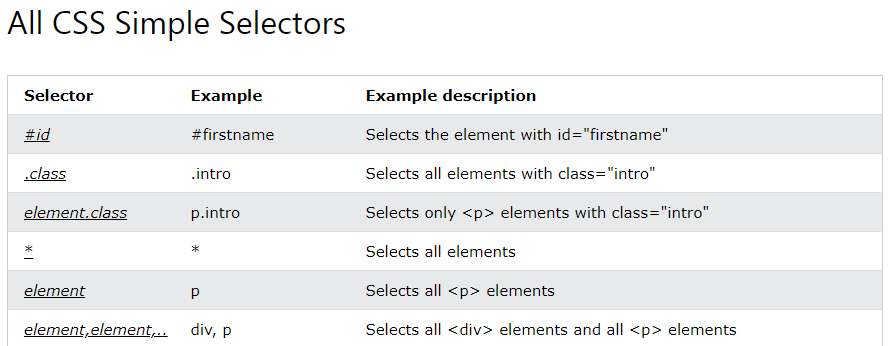 All CSS Simple Selectors
Selector Example Example description
#id #firstname Selects the element with id="firstname"
.class .intro Selects all elements with class="intro"
element.class p.intro Selects only <p> elements with class="intro"
* * Selects all elements
element p Selects all <p> elements
element,element,.. div, p Selects all <div> elements and all <p> elements